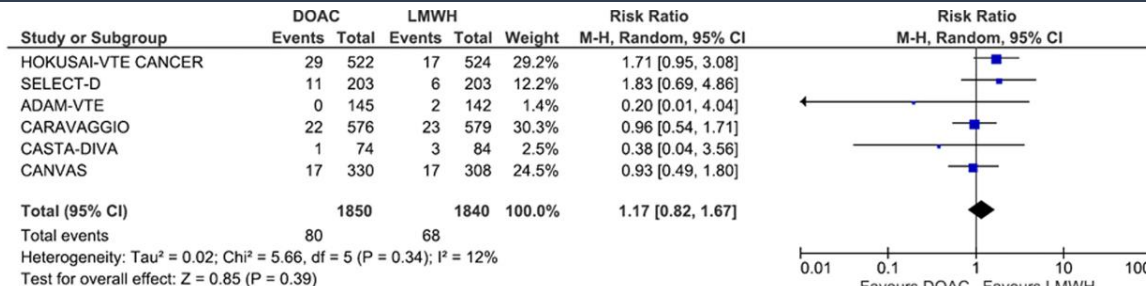 DOAC LMWH Risk Ratio Risk Ratio
Study or Subgroup Events Total Events Total Weight M-H, Random, 95% CI M-H, Random, 95% CI
HOKUSAI-VTE CANCER 29 522 17 524 29.2% 1.71 [0.95, 3.08]
SELECT-D 11 203 6 203 12.2% 1.83 [0.69, 4.86]
ADAM-VTE 0 145 2 142 1.4% 0.20 [0.01, 4.04]
CARAVAGGIO 22 576 23 579 30.3% 0.96 [0.54, 1.71]
CASTA-DIVA 1 74 3 84 2.5% 0.38 [0.04, 3.56]
CANVAS 17 330 17 308 24.5% 0.93 [0.49, 1.80]
Total (95% CI) 1850 1840 100.0% 1.17 [0.82, 1.67]
Total events 80 68
Heterogeneity: Tau² = 0.02; Chi² = 5.66, df = 5 (P = 0.34); I² = 12%
Test for overall effect: Z = 0.85 (P = 0.39)
0.01 0.1 1 10 100
Favours DOAC Favours LMWH